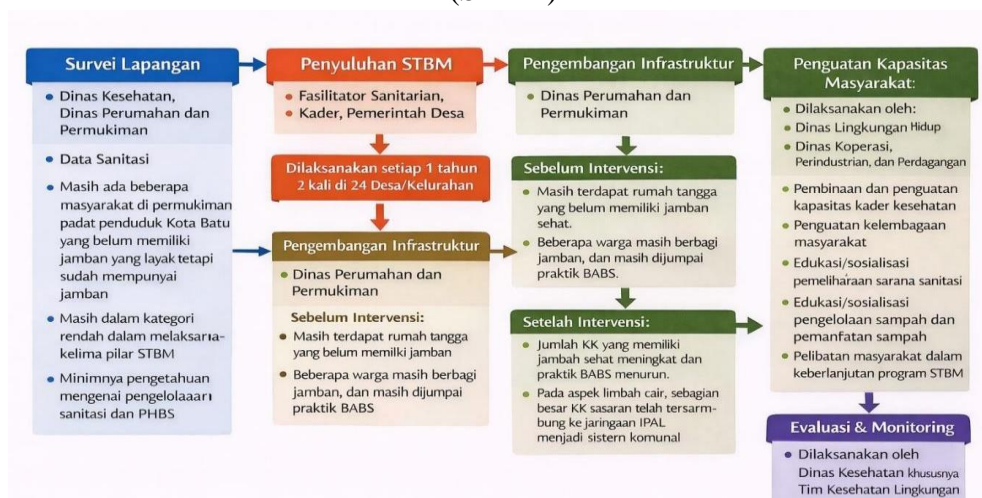 Survei Lapangan
Dinas Kesehatan,
Dinas Perumahan dan
Permukiman
Data Sanitasi
Masih ada beberapa
masyarakat di permukiman
padat penduduk Kota Batu
yang belum memiliki
jamban yang layak tetapi
sudah mempunyai
jamban
Masih dalam kategori
rendah dalam melaksarıa-
kelima pilar STBM
Minimnya pengetahuan
mengenai pengelolaaarı
sanitasi dan PHBS
Penyuluhan STBM
Fasilitator Sanitarian,
Kader, Pemerintah Desa
Dilaksanakan setiap 1 tahun
2 kali di 24 Desa/Kelurahan
Pengembangan Infrastruktur
Dinas Perumahan dan
Permukiman
Sebelum Intervensi:
Masih terdapat rumah tangga
yang belum memilki jamban
Beberapa warga masih berbagi
jamban, dan masih dijumpai
praktik BABS
Pengembangan Infrastruktur
Dinas Perumahan dan
Permukiman
Sebelum Intervensi:
Masih terdapat rumah tangga
yang belum memiliki jamban
sehat.
Beberapa warga masih berbagi
jamban, dan masih dijumpai
praktik BABS.
Setelah Intervensi:
Jumlah KK yang memiliki
jambah sehat meningkat dan
praktik BABS menurun.
Pada aspek limbah cair, sebagian
besar KK sasaran telah tersarm-
bung ke jaringaan IPAL
menjadi sistern komunal
Penguatan Kapasitas
Masyarakat:
Dilaksanakan oleh:
Dinas Lingkungan Hidup
Dinas Koperasi,
Perindustrian, dan Perdagangan
Pembinaan dan penguatan
kapasitas kader kesehatan
Penguatan kelembagaan
masyarakat
Edukasi/sosialisasi
pemeliharaan sarana sanitasi
Edukasi/sosialisasi
pengelolaan sampah dan
pemanfatan sampah
Pelibatan masyarakat dalam
keberlanjutan program STBM
Evaluasi & Monitoring
Dilaksanakan oleh
Dinas Kesehatan khususnya
Tim Kesehatan Lingkungan